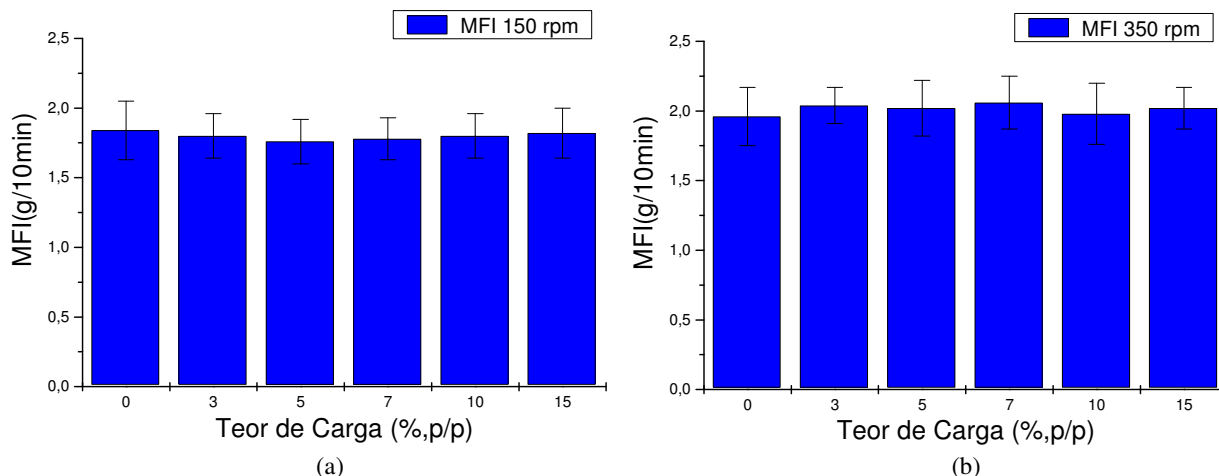 MFI 150 rpm
2,5
2,0
1,5
1,0
0,5
0,0
MFI(g/10min)
0 3 5 7 10 15
Teor de Carga (%,p/p)
(a)
MFI 350 rpm
2,5
2,0
1,5
1,0
0,5
0,0
MFI(g/10min)
0 3 5 7 10 15
Teor de Carga (%,p/p)
(b)